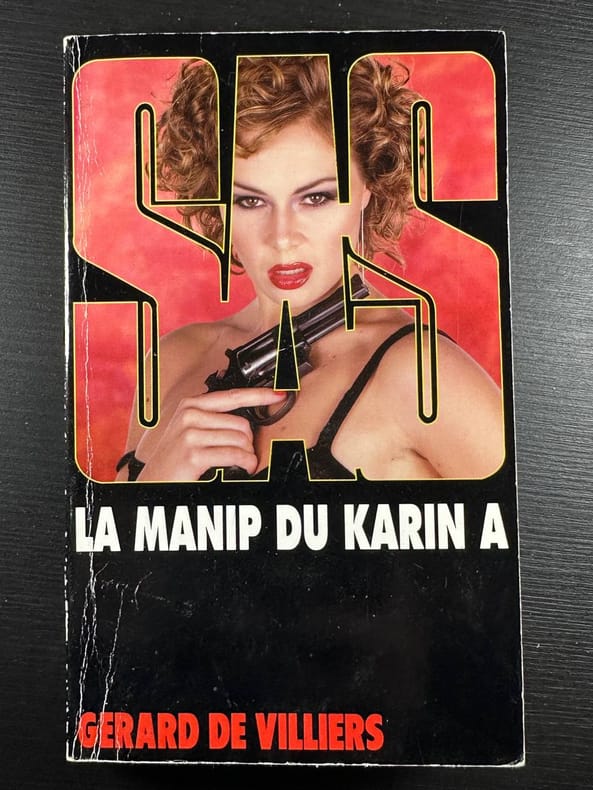 SAS
LA MANIP DU KARIN A
GERARD DE VILLIERS